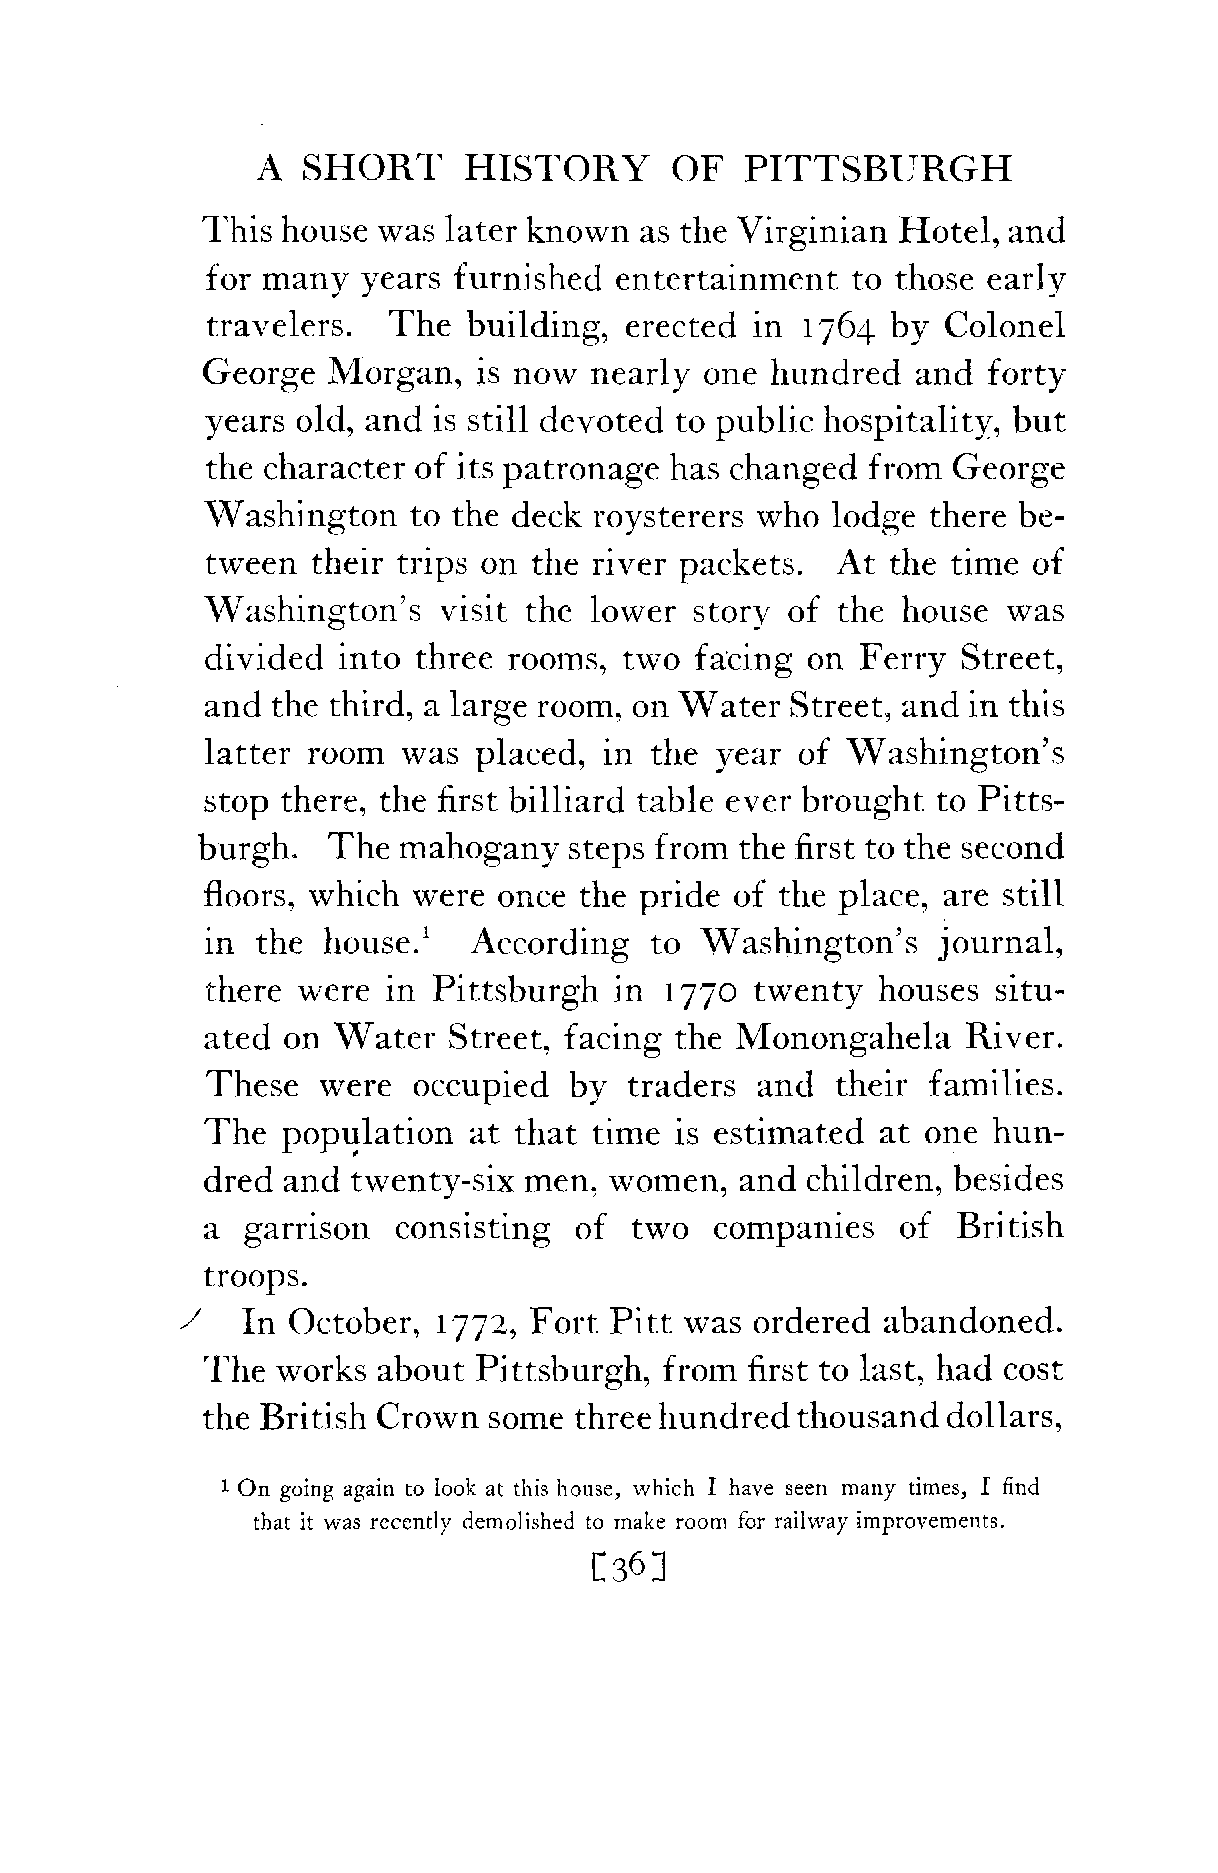 A SHORT HISTORY OF PITTSBURGH
This house was later known as the Virginian Hotel, and
for many years furnished entertainment to those early
travelers. The building, erected in 1764 by Colonel
George Morgan, is now nearly one hundred and forty
years old, and is still devoted to public hospitality, but
the character of its patronage has changed from George
Washington to the deck roysterers who lodge there be-
tween their trips on the river packets. At the time of
Washington's visit the lower story of the house was
divided into three rooms, two facing on Ferry Street,
and the third, a large room, on Water Street, and in this
latter room was placed, in the year of Washington's
stop there, the first billiard table ever brought to Pitts-
burgh. The mahogany steps from the first to the second
floors, which were once the pride of the place, are still
in the house.¹ According to Washington's journal,
there were in Pittsburgh in 1770 twenty houses situ-
ated on Water Street, facing the Monongahela River.
These were occupied by traders and their families.
The population at that time is estimated at one hun-
dred and twenty-six men, women, and children, besides
a garrison consisting of two companies of British
troops.
In October, 1772, Fort Pitt was ordered abandoned.
The works about Pittsburgh, from first to last, had cost
the British Crown some three hundred thousand dollars,
¹ On going again to look at this house, which I have seen many times, I find
that it was recently demolished to make room for railway improvements.
[36]